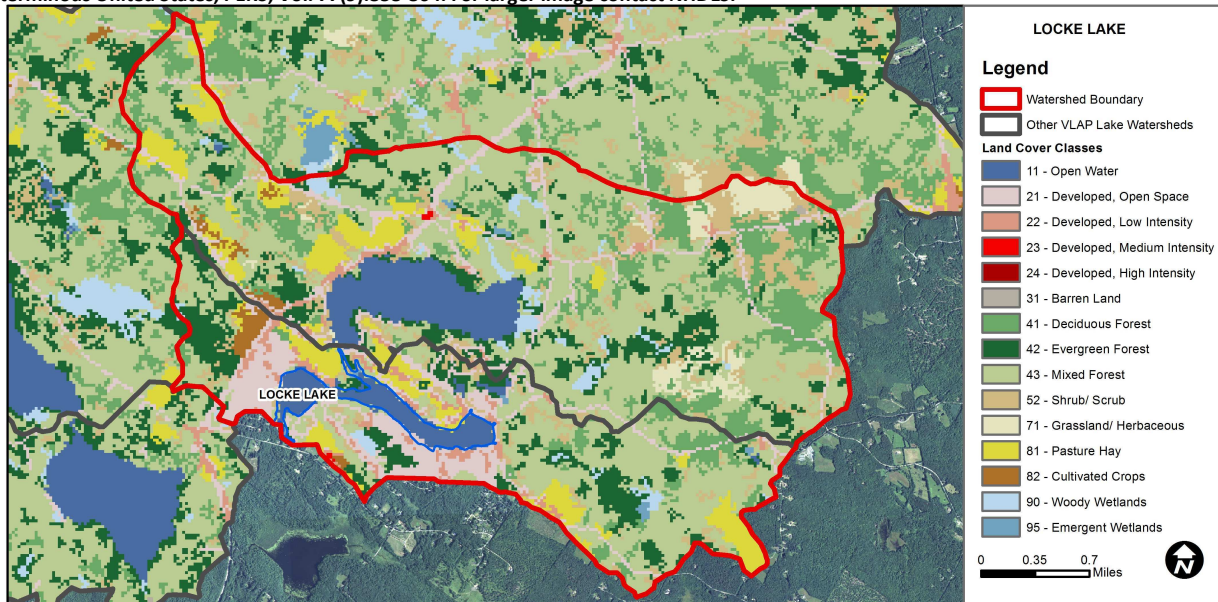 LOCKE LAKE
Legend
Watershed Boundary
Other VLAP Lake Watersheds
Land Cover Classes
11 - Open Water
21 - Developed, Open Space
22 - Developed, Low Intensity
23 - Developed, Medium Intensity
24 - Developed, High Intensity
31 - Barren Land
41 - Deciduous Forest
42 - Evergreen Forest
43 - Mixed Forest
52 - Shrub/ Scrub
71 - Grassland/ Herbaceous
81 - Pasture Hay
82 - Cultivated Crops
90 - Woody Wetlands
95 - Emergent Wetlands
0 0.35 0.7
Miles
N
LOCKE LAKE